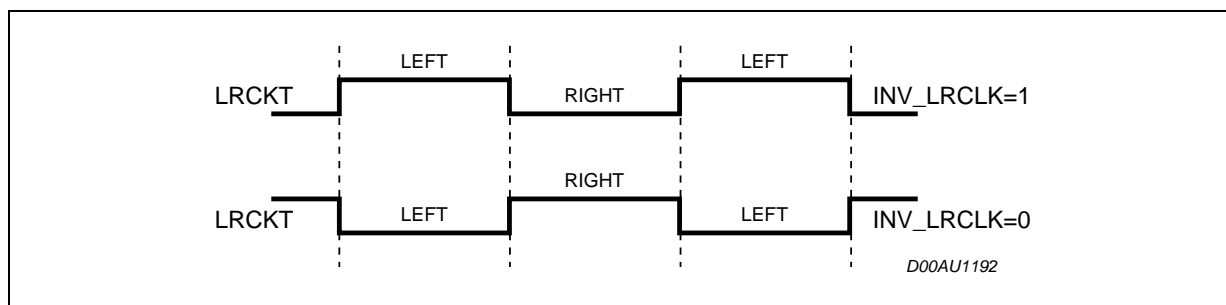 LEFT LEFT
LRCKT RIGHT INV_LRCLK=1
RIGHT
LRCKT LEFT LEFT INV_LRCLK=0
D00AU1192